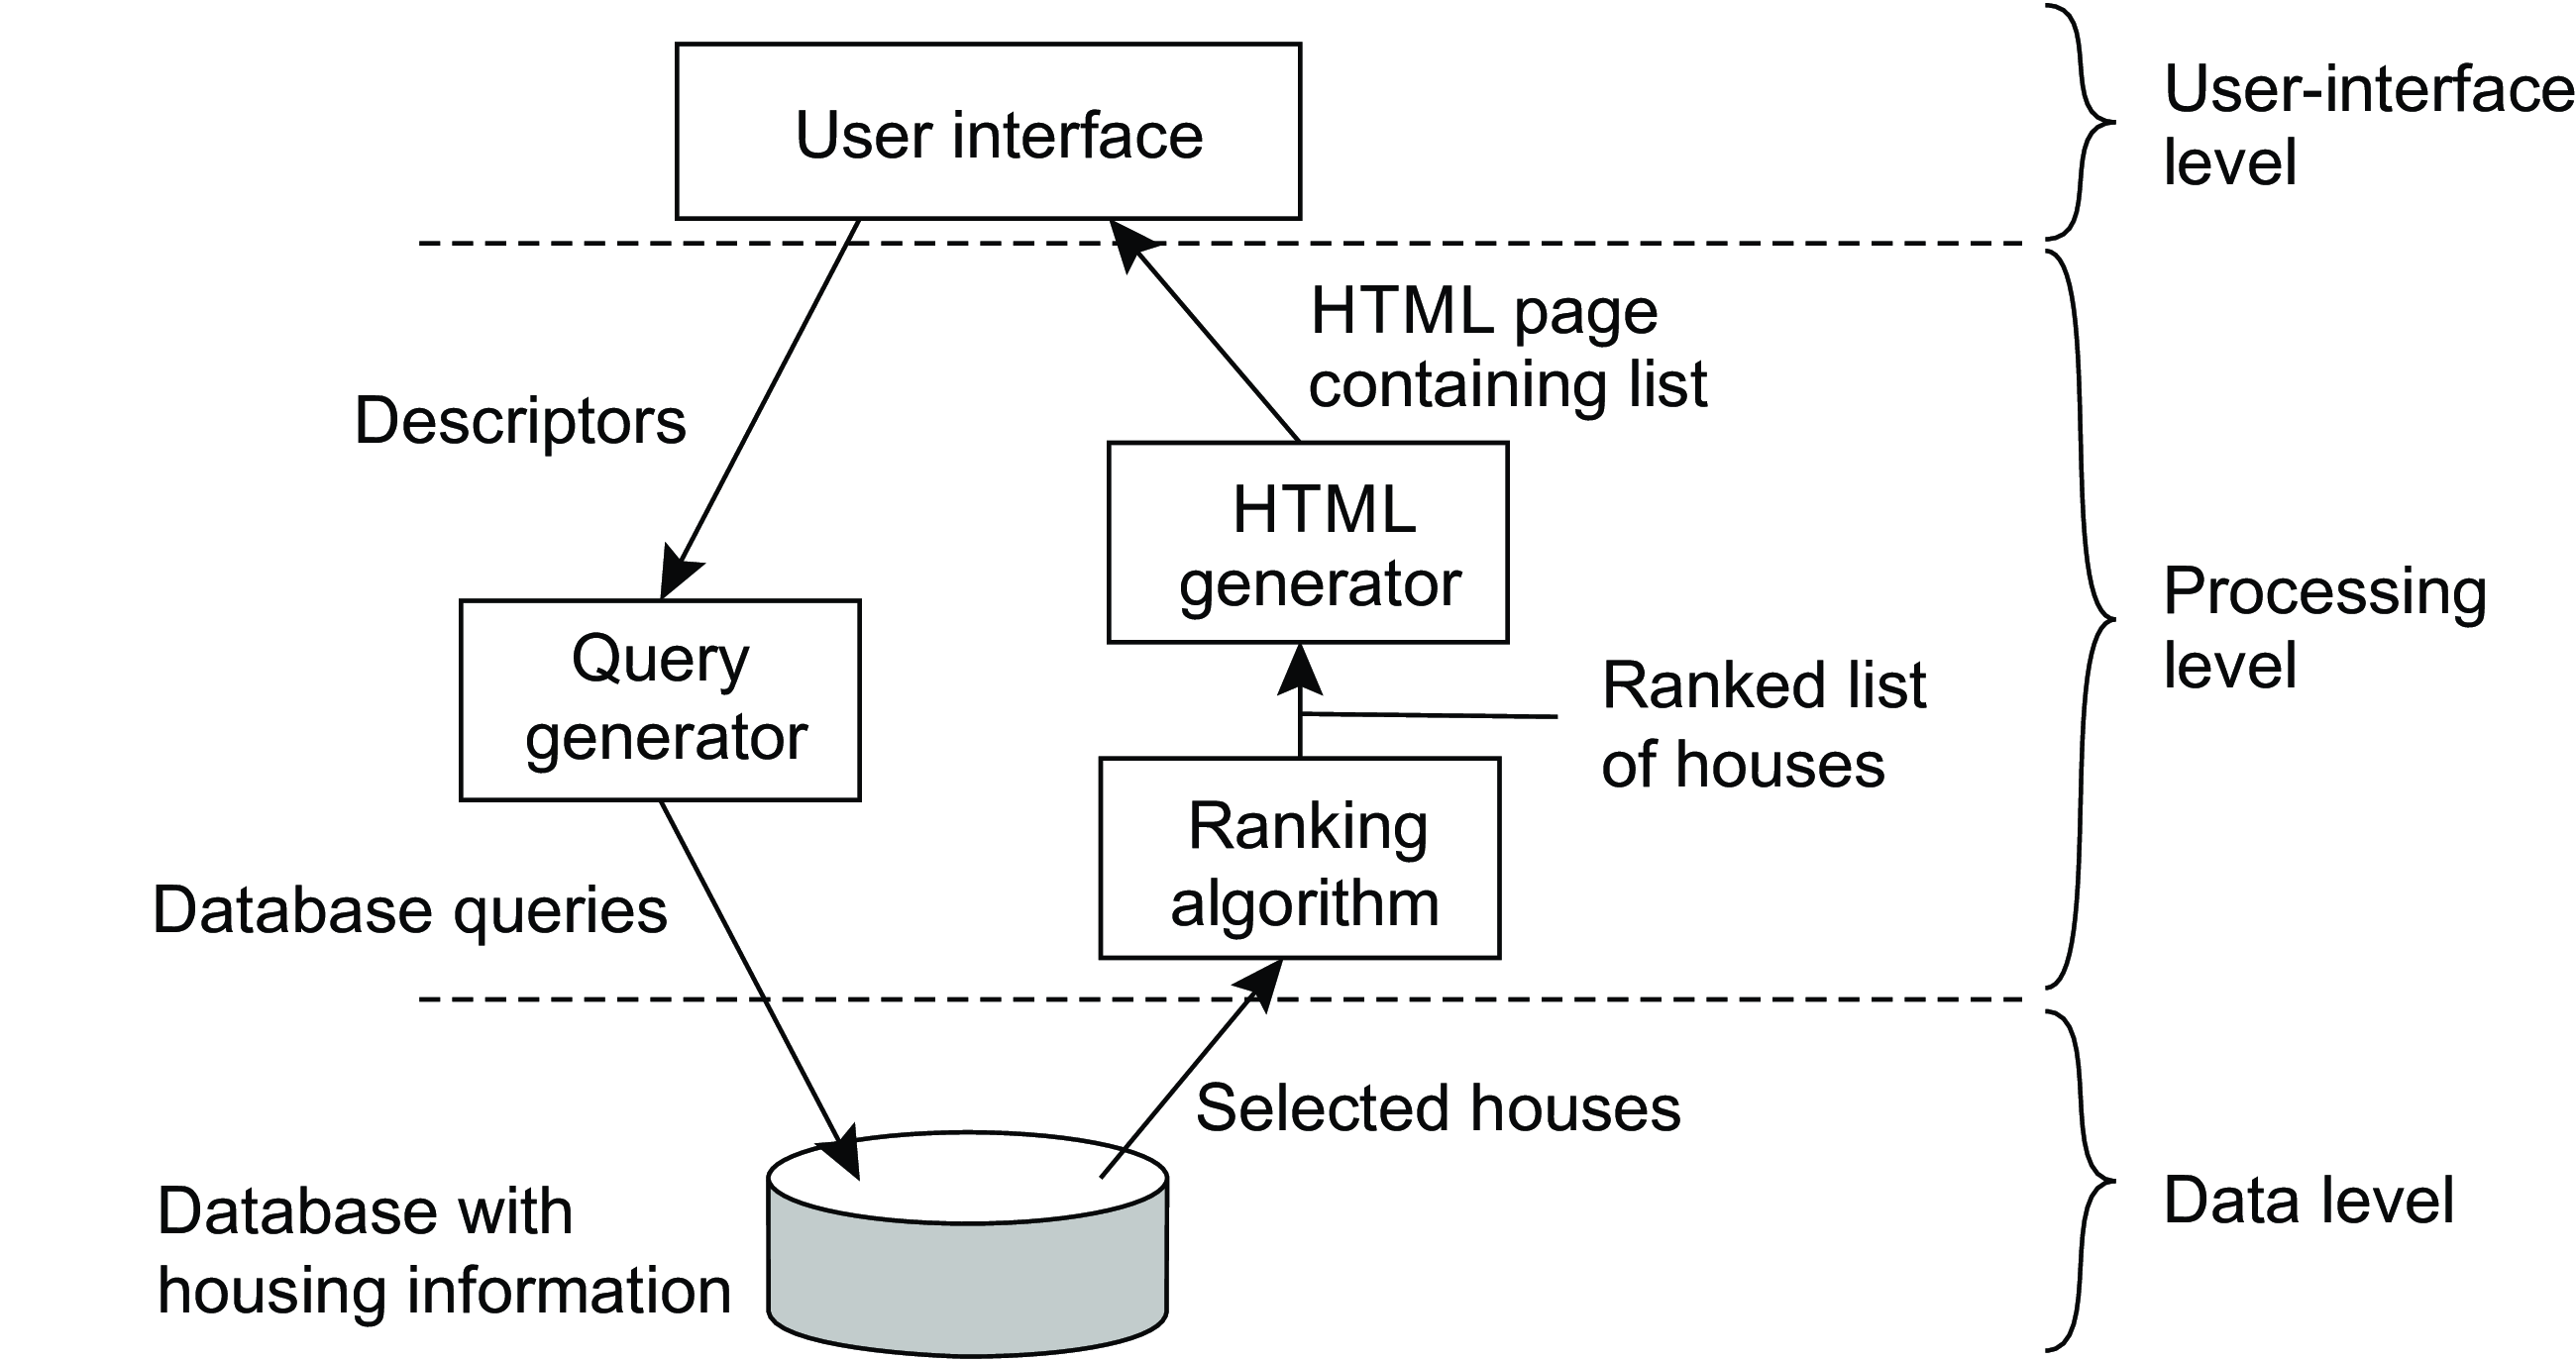 User interface
User-interface
level
HTML page
containing list
Descriptors
HTML
generator
Query
generator
Ranked list
of houses
Processing
level
Ranking
algorithm
Database queries
Selected houses
Database with
housing information
Data level